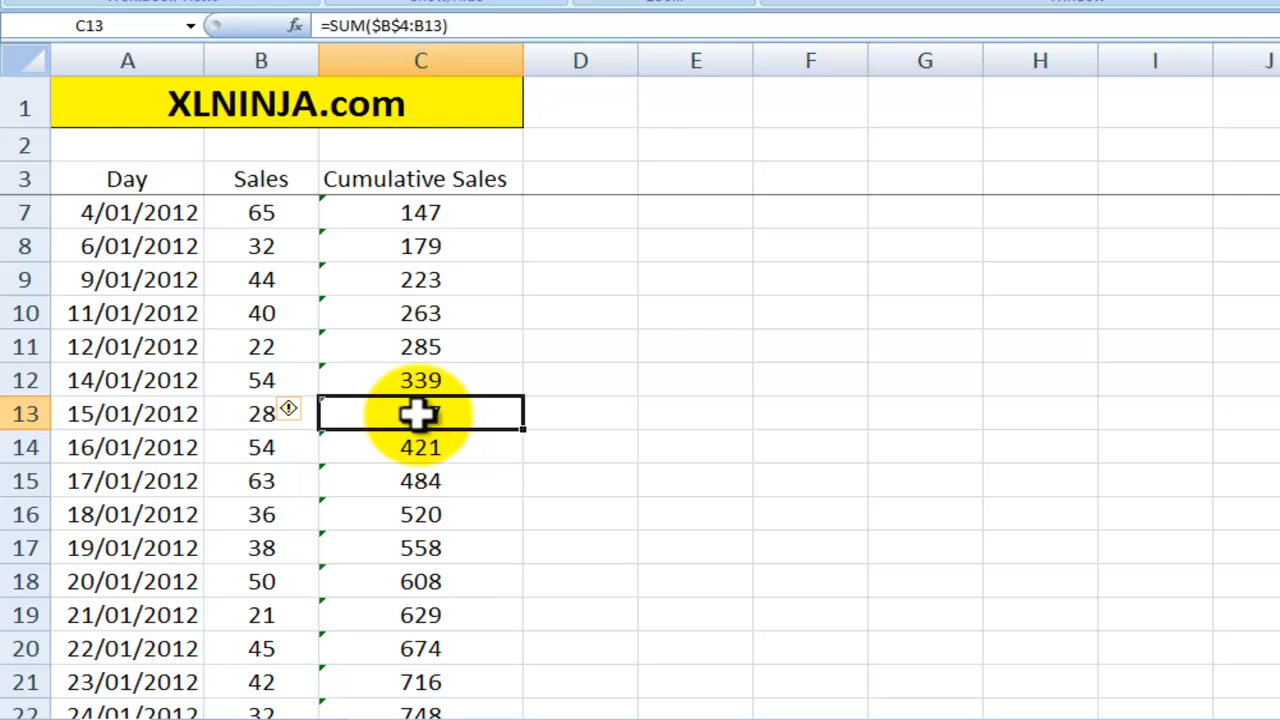 C13 fx =SUM($B$4:B13)
A B C D E F G H I J
1 XLNINJA.com
2
3 Day Sales Cumulative Sales
7 4/01/2012 65 147
8 6/01/2012 32 179
9 9/01/2012 44 223
10 11/01/2012 40 263
11 12/01/2012 22 285
12 14/01/2012 54 339
13 15/01/2012 28
14 16/01/2012 54 421
15 17/01/2012 63 484
16 18/01/2012 36 520
17 19/01/2012 38 558
18 20/01/2012 50 608
19 21/01/2012 21 629
20 22/01/2012 45 674
21 23/01/2012 42 716
22 24/01/2012 32 748